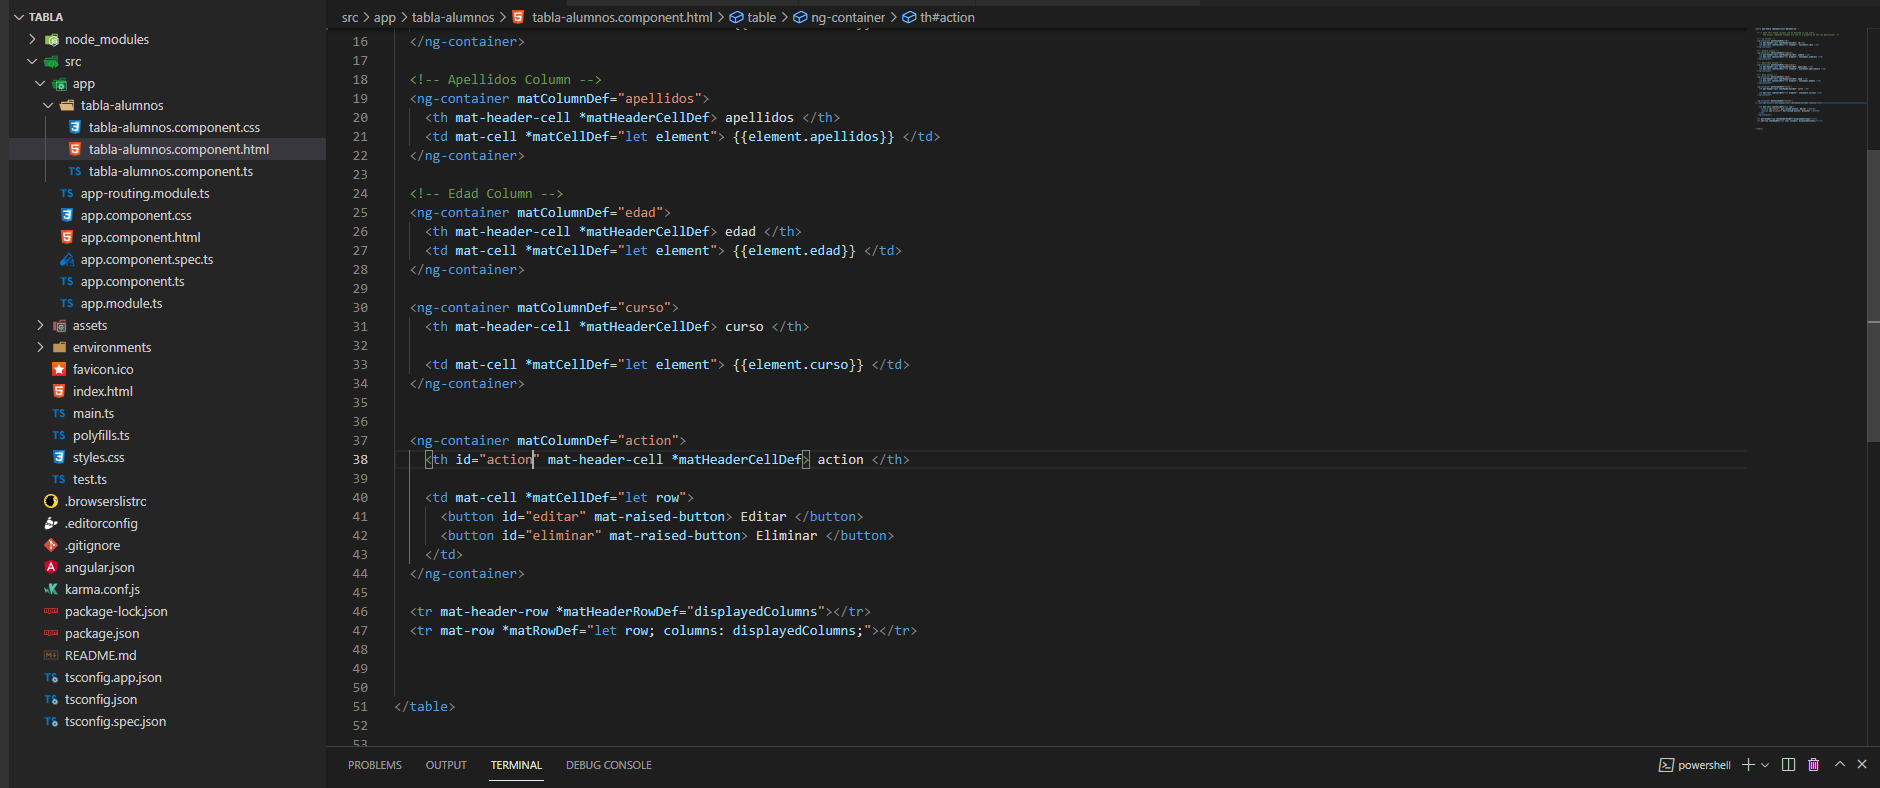 TABLA
node_modules
src
app
tabla-alumnos
tabla-alumnos.component.css
tabla-alumnos.component.html
tabla-alumnos.component.ts
app-routing.module.ts
app.component.css
app.component.html
app.component.spec.ts
app.component.ts
app.module.ts
assets
environments
favicon.ico
index.html
main.ts
polyfills.ts
styles.css
test.ts
.browserslistrc
.editorconfig
.gitignore
angular.json
karma.conf.js
package-lock.json
package.json
README.md
tsconfig.app.json
tsconfig.json
tsconfig.spec.json
src > app > tabla-alumnos > tabla-alumnos.component.html > table > ng-container > th#action
16 </ng-container>
17
18 <!-- Apellidos Column -->
19 <ng-container matColumnDef="apellidos">
20 <th mat-header-cell *matHeaderCellDef> apellidos </th>
21 <td mat-cell *matCellDef="let element"> {{element.apellidos}} </td>
22 </ng-container>
23
24 <!-- Edad Column -->
25 <ng-container matColumnDef="edad">
26 <th mat-header-cell *matHeaderCellDef> edad </th>
27 <td mat-cell *matCellDef="let element"> {{element.edad}} </td>
28 </ng-container>
29
30 <ng-container matColumnDef="curso">
31 <th mat-header-cell *matHeaderCellDef> curso </th>
32
33 <td mat-cell *matCellDef="let element"> {{element.curso}} </td>
34 </ng-container>
35
36
37 <ng-container matColumnDef="action">
38 <th id="action" mat-header-cell *matHeaderCellDef> action </th>
39
40 <td mat-cell *matCellDef="let row">
41 <button id="editar" mat-raised-button> Editar </button>
42 <button id="eliminar" mat-raised-button> Eliminar </button>
43 </td>
44 </ng-container>
45
46 <tr mat-header-row *matHeaderRowDef="displayedColumns"></tr>
47 <tr mat-row *matRowDef="let row; columns: displayedColumns;"></tr>
48
49
50
51 </table>
52
53
PROBLEMS OUTPUT TERMINAL DEBUG CONSOLE powershell